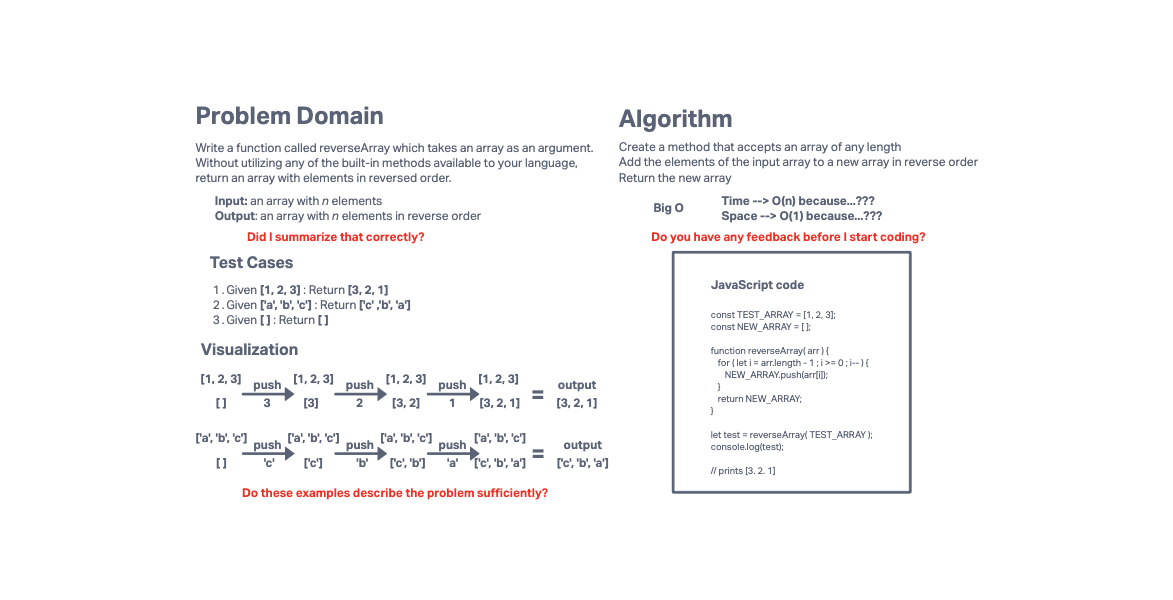 Problem Domain
Write a function called reverseArray which takes an array as an argument.
Without utilizing any of the built-in methods available to your language,
return an array with elements in reversed order.
Input: an array with n elements
Output: an array with n elements in reverse order
Did I summarize that correctly?
Test Cases
1 . Given [1, 2, 3] : Return [3, 2, 1]
2 . Given ['a', 'b', 'c'] : Return ['c' ,'b', 'a']
3 . Given [ ] : Return [ ]
Visualization
[1, 2, 3] push [1, 2, 3] push [1, 2, 3] push [1, 2, 3] = output
[ ] 3 [3] 2 [3, 2] 1 [3, 2, 1] [3, 2, 1]
['a', 'b', 'c'] push ['a', 'b', 'c'] push ['a', 'b', 'c'] push ['a', 'b', 'c'] = output
[ ] 'c' ['c'] 'b' ['c', 'b'] 'a' ['c', 'b', 'a'] ['c', 'b', 'a']
Do these examples describe the problem sufficiently?
Algorithm
Create a method that accepts an array of any length
Add the elements of the input array to a new array in reverse order
Return the new array
Big O
Time --> O(n) because...???
Space --> O(1) because...???
Do you have any feedback before I start coding?
JavaScript code
const TEST_ARRAY = [1, 2, 3];
const NEW_ARRAY = [ ];
function reverseArray( arr ) {
for ( let i = arr.length - 1 ; i >= 0 ; i-- ) {
NEW_ARRAY.push(arr[i]);
}
return NEW_ARRAY;
}
let test = reverseArray( TEST_ARRAY );
console.log(test);
// prints [3. 2. 1]